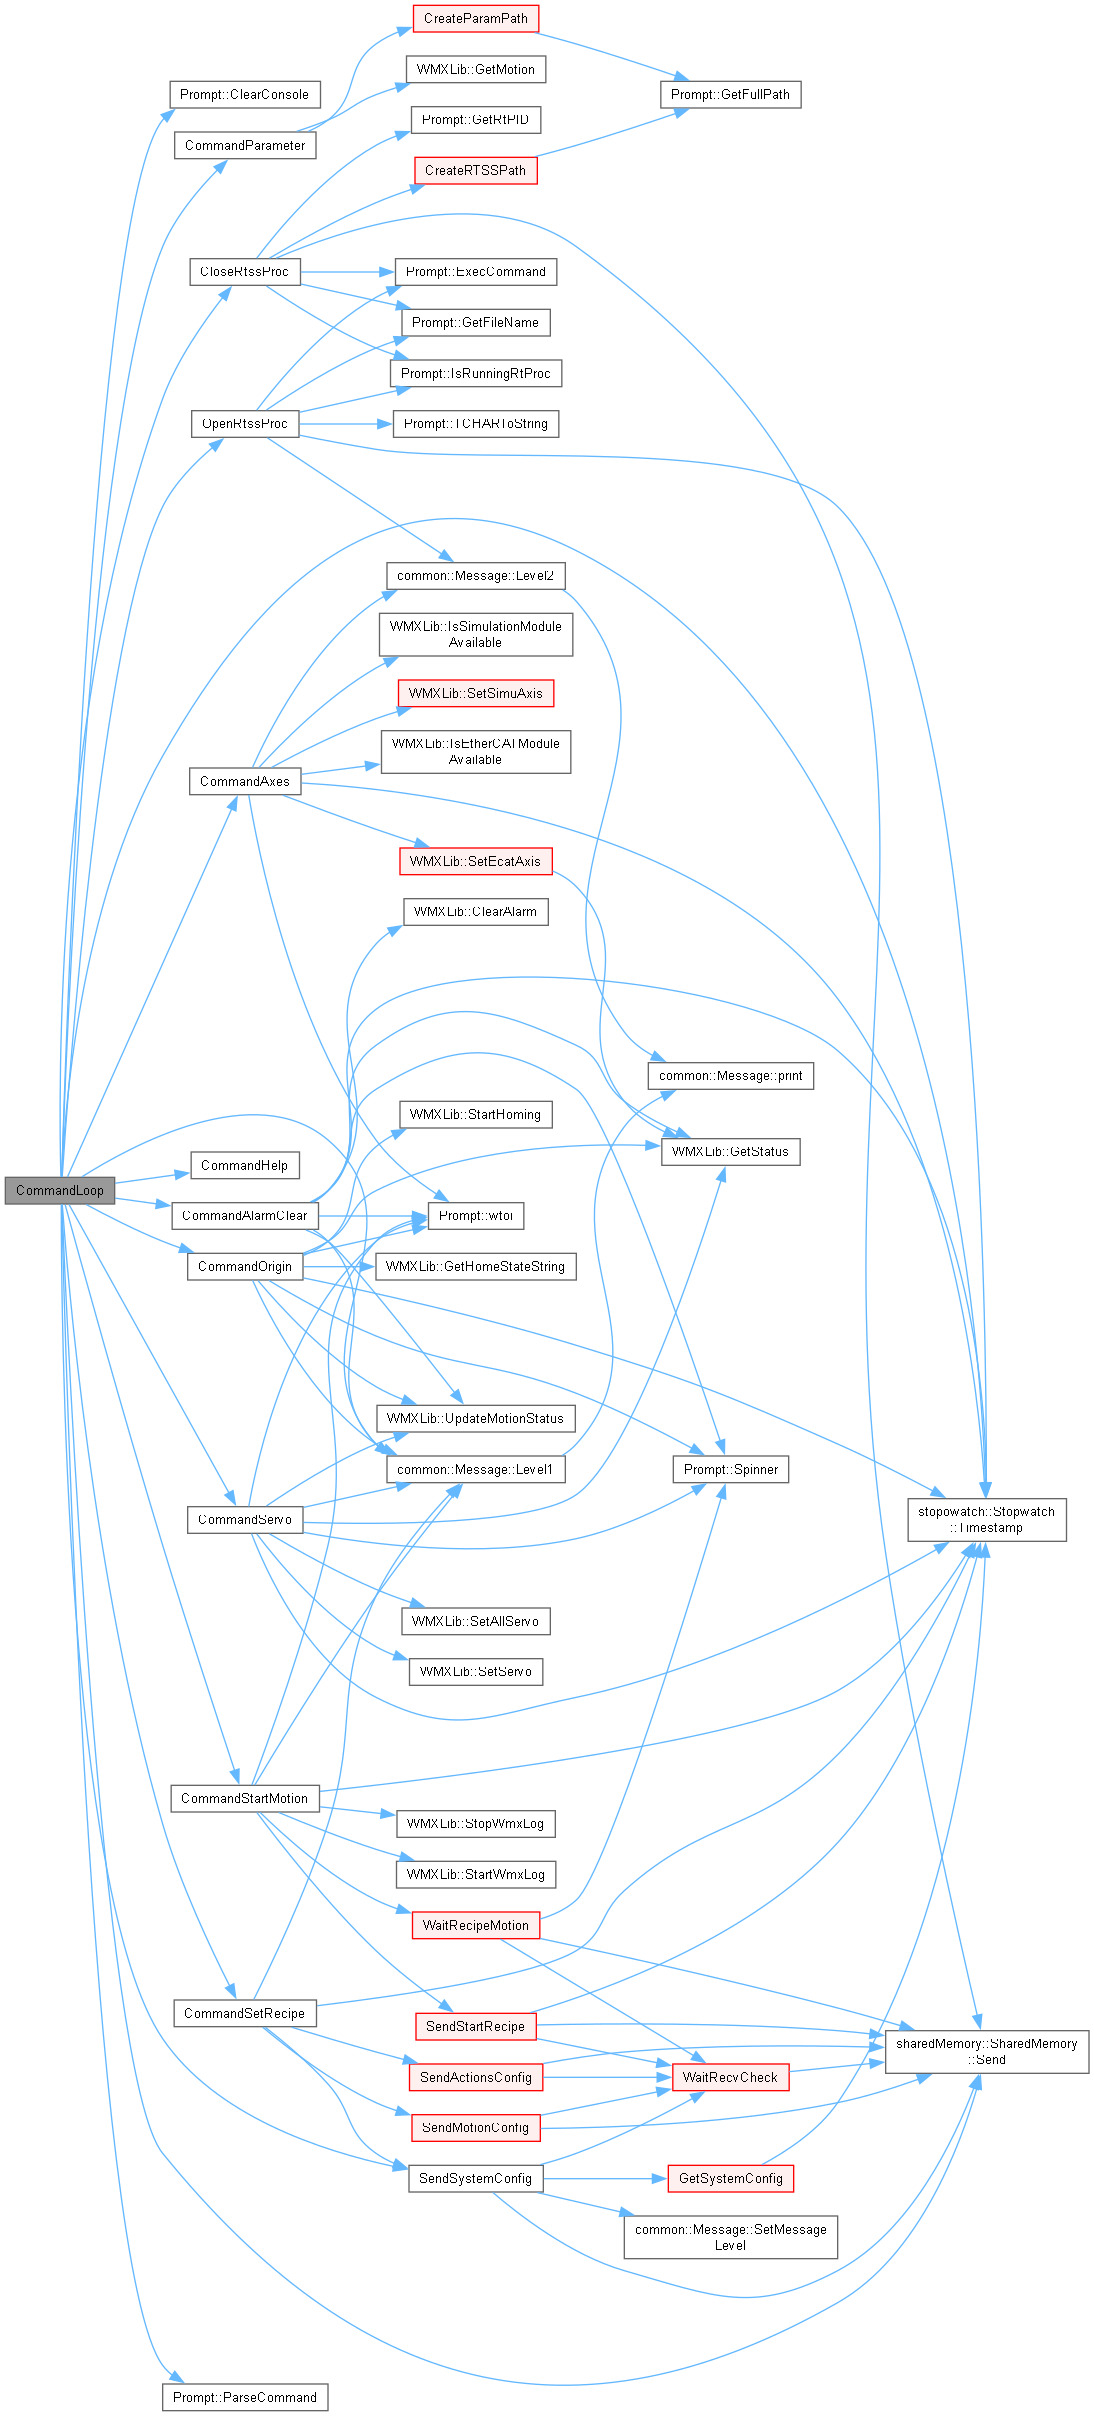 CreateParamPath
WMXLib::GetMotion
Prompt::ClearConsole
Prompt::GetFullPath
Prompt::GetRtPID
CommandParameter
CreateRTSSPath
CloseRtssProc
Prompt::ExecCommand
Prompt::GetFileName
Prompt::IsRunningRtProc
OpenRtssProc
Prompt::TCHARToString
common::Message::Level2
WMXLib::IsSimulationModule
Available
WMXLib::SetSimuAxis
WMXLib::IsEtherCATModule
Available
CommandAxes
WMXLib::SetEcatAxis
WMXLib::ClearAlarm
common::Message::print
WMXLib::StartHoming
WMXLib::GetStatus
CommandHelp
CommandLoop
CommandAlarmClear
Prompt::wtoi
CommandOrigin
WMXLib::GetHomeStateString
WMXLib::UpdateMotionStatus
common::Message::Level1
Prompt::Spinner
CommandServo
stopowatch::Stopwatch
::Timestamp
WMXLib::SetAllServo
WMXLib::SetServo
CommandStartMotion
WMXLib::StopWmxLog
WMXLib::StartWmxLog
WaitRecipeMotion
CommandSetRecipe
SendStartRecipe
sharedMemory::SharedMemory
::Send
SendActionsConfig
WaitRecvCheck
SendMotionConfig
SendSystemConfig
GetSystemConfig
common::Message::SetMessage
Level
Prompt::ParseCommand